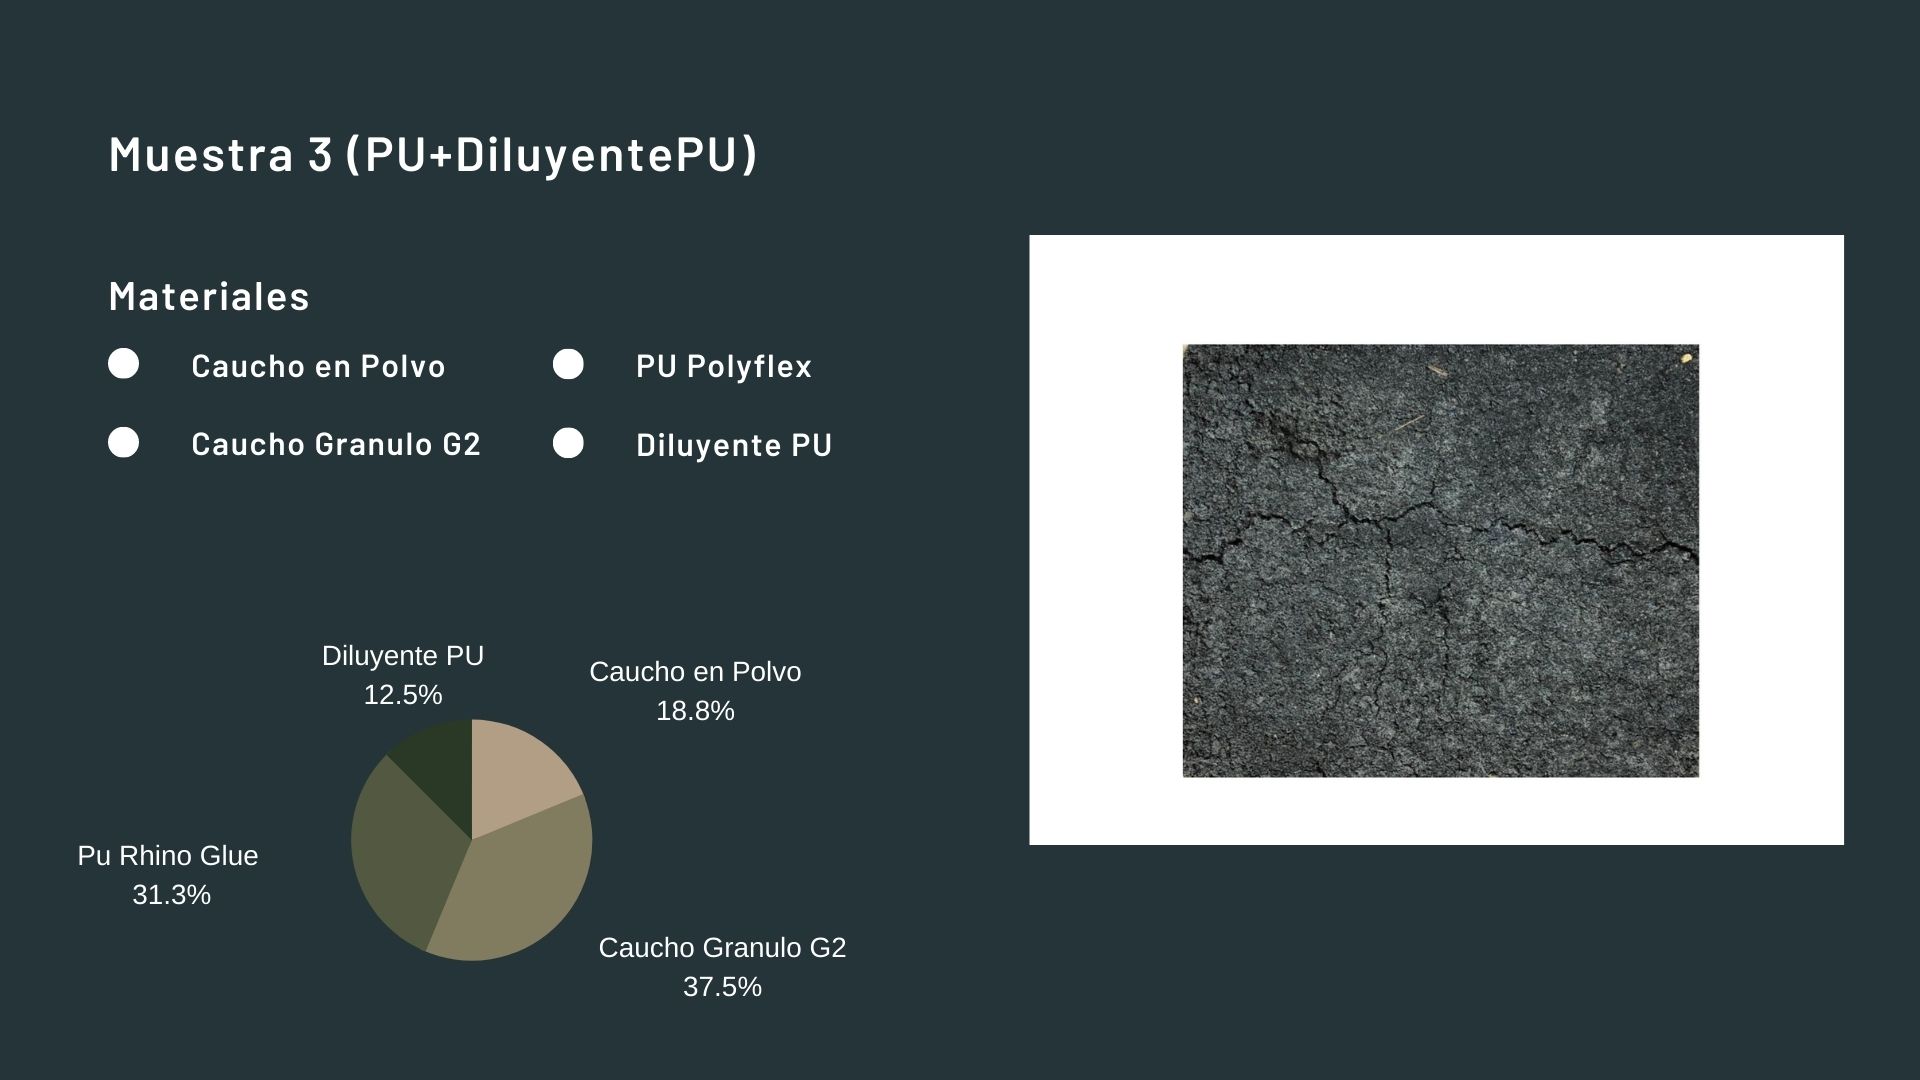 Muestra 3 (PU+DiluyentePU)
Materiales
Caucho en Polvo
PU Polyflex
Caucho Granulo G2
Diluyente PU
Diluyente PU
12.5%
Caucho en Polvo
18.8%
Pu Rhino Glue
31.3%
Caucho Granulo G2
37.5%